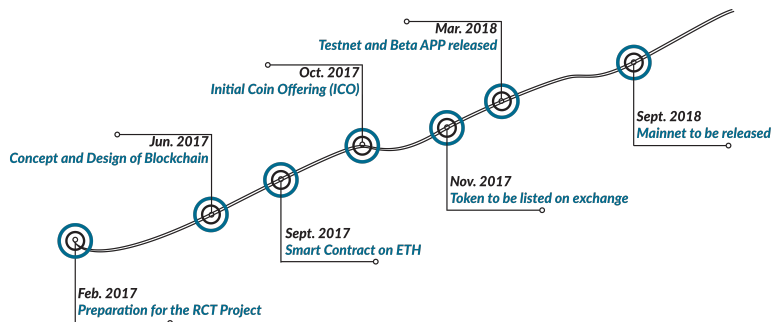 Mar. 2018
Testnet and Beta APP released
Oct. 2017
Initial Coin Offering (ICO)
Sept. 2018
Mainnet to be released
Jun. 2017
Concept and Design of Blockchain
Nov. 2017
Token to be listed on exchange
Sept. 2017
Smart Contract on ETH
Feb. 2017
Preparation for the RCT Project